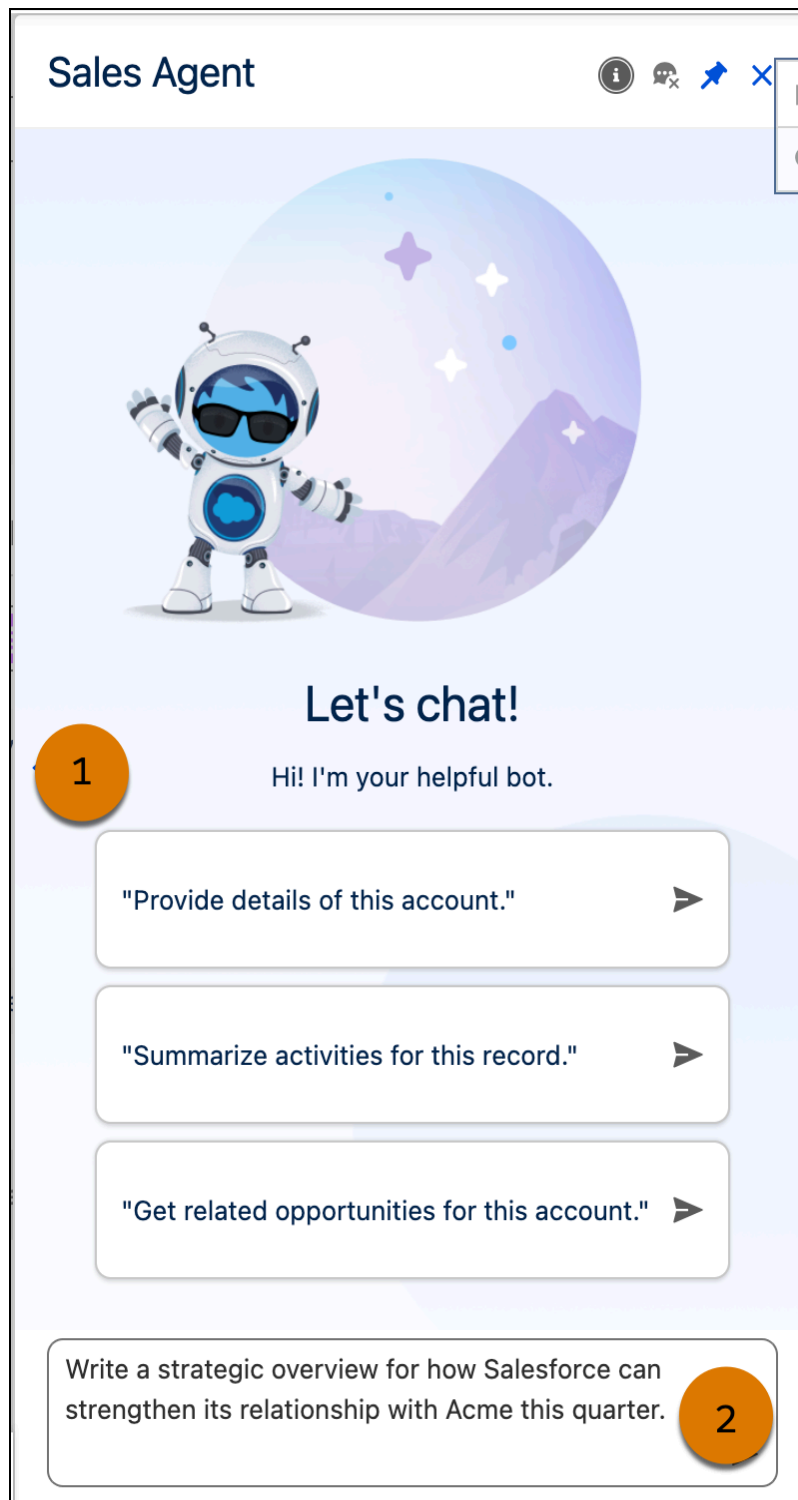 Sales Agent
Let's chat!
1
Hi! I'm your helpful bot.
"Provide details of this account."
"Summarize activities for this record."
"Get related opportunities for this account."
Write a strategic overview for how Salesforce can
strengthen its relationship with Acme this quarter.
2